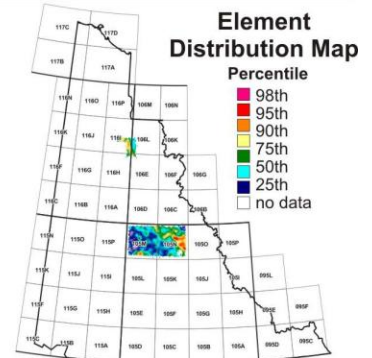 Element
Distribution Map
Percentile
98th
95th
90th
75th
50th
25th
no data
117C 117D
117B 117A
116N 116O 116P 106M 106N
116K 116J 116I 106L 106K
116F 116G 116H 106E 106F 106G
116C 116B 116A 106D 106C 106B
115N 115O 115P 105M 105N 105O 105P
115K 115J 115I 105L 105K 105J 105I 095L
115F 115G 115H 105E 105F 105G 105H 095E 095F
115C 115B 115A 105D 105C 105B 105A 095D 095C